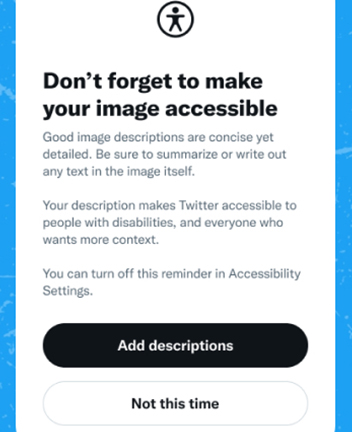 Don’t forget to make
your image accessible
Good image descriptions are concise yet
detailed. Be sure to summarize or write out
any text in the image itself.
Your description makes Twitter accessible to
people with disabilities, and everyone who
wants more context.
You can turn off this reminder in Accessibility
Settings.
Add descriptions
Not this time